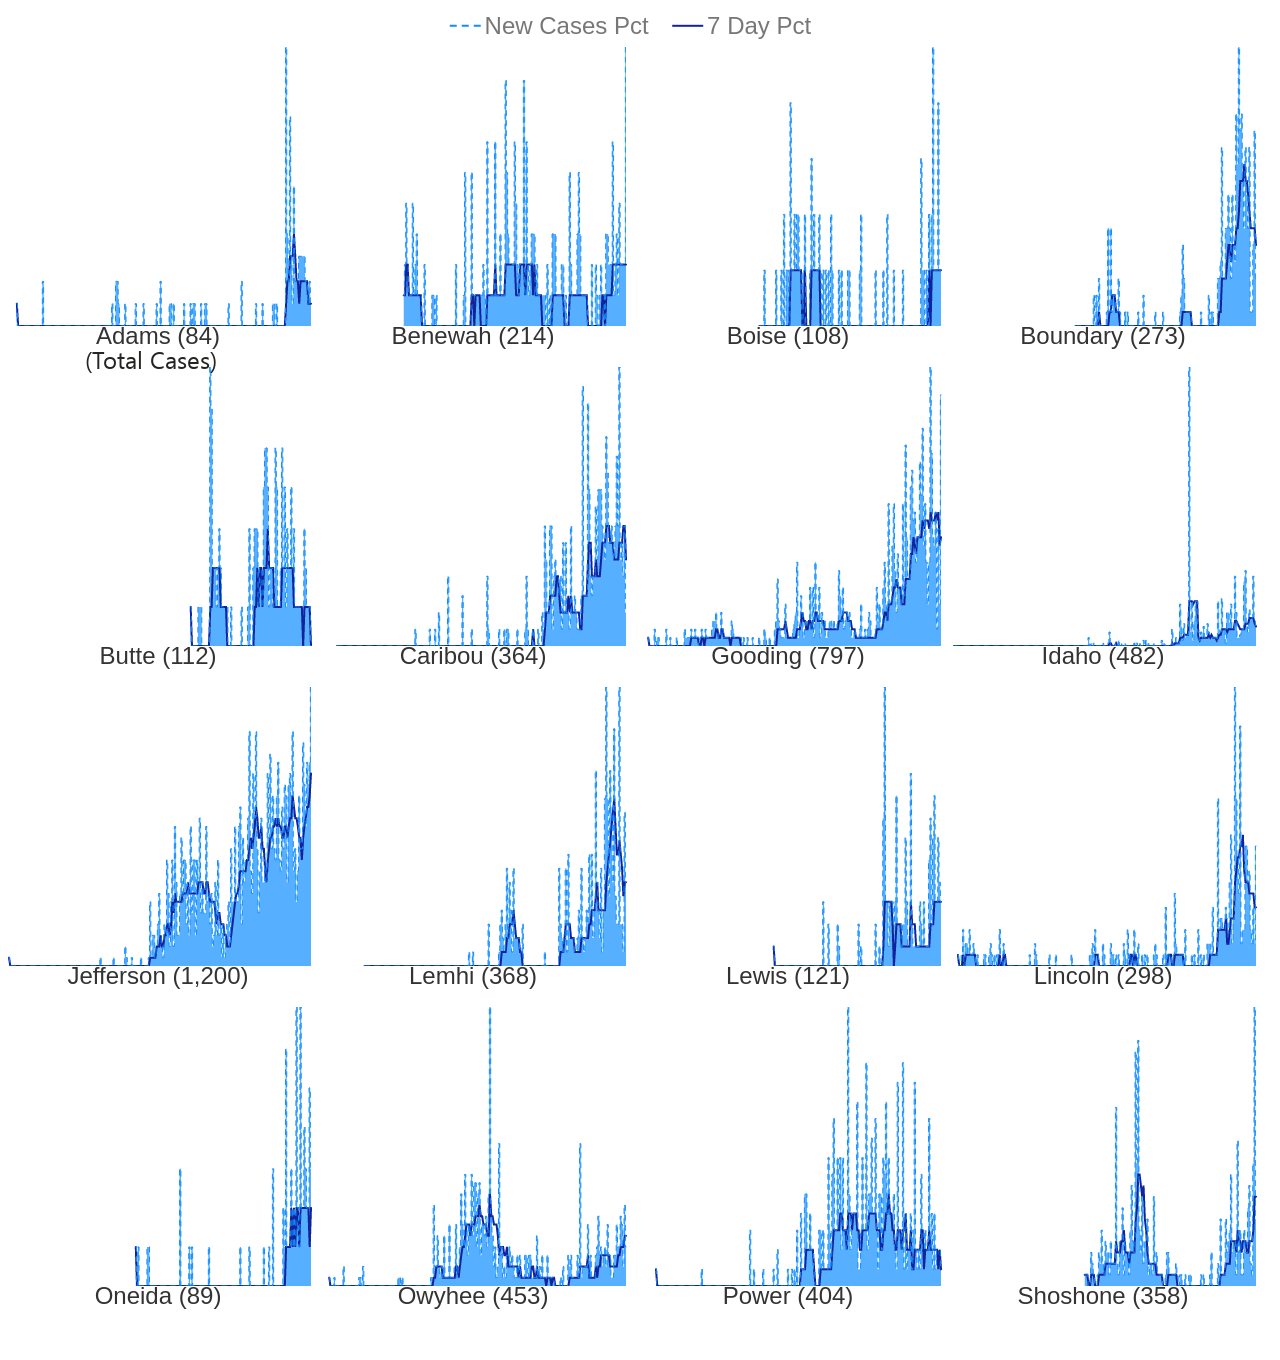 New Cases Pct 7 Day Pct
Adams (84) Benewah (214) Boise (108) Boundary (273)
(Total Cases)
Butte (112) Caribou (364) Gooding (797) Idaho (482)
Jefferson (1,200) Lemhi (368) Lewis (121) Lincoln (298)
Oneida (89) Owyhee (453) Power (404) Shoshone (358)